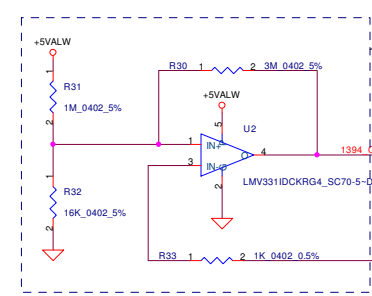 +5VALW
R30 1 2 3M_0402_5%
1
R31
1M_0402_5%
2
+5VALW
5
U2
1 IN+
3 IN-
O 4
1394_
2
LMV331IDCKRG4_SC70-5~D
1
R32
16K_0402_5%
2
R33 1 2 1K_0402_0.5%